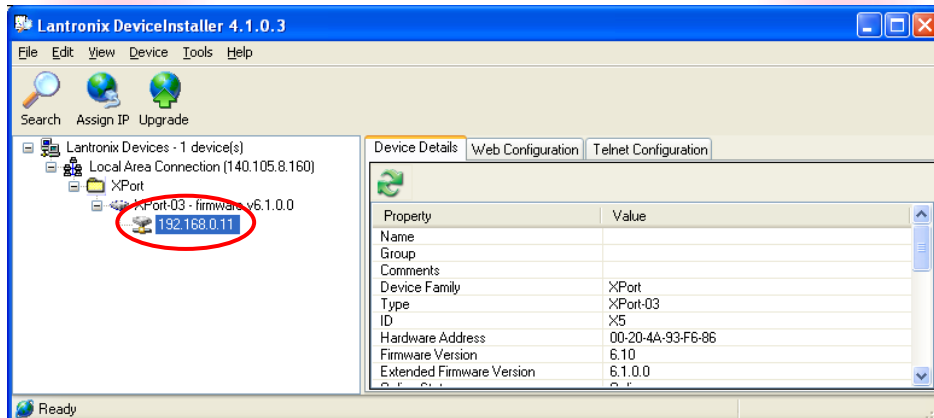 Lantronix DeviceInstaller 4.1.0.3
File Edit View Device Tools Help
Search Assign IP Upgrade
Lantronix Devices - 1 device(s)
Local Area Connection (140.105.8.160)
XPort
XPort-03 - firmware v6.1.0.0
192.168.0.11
Device Details Web Configuration Telnet Configuration
Property Value
Name
Group
Comments
Device Family XPort
Type XPort-03
ID X5
Hardware Address 00-20-4A-93-F6-86
Firmware Version 6.10
Extended Firmware Version 6.1.0.0
Ready